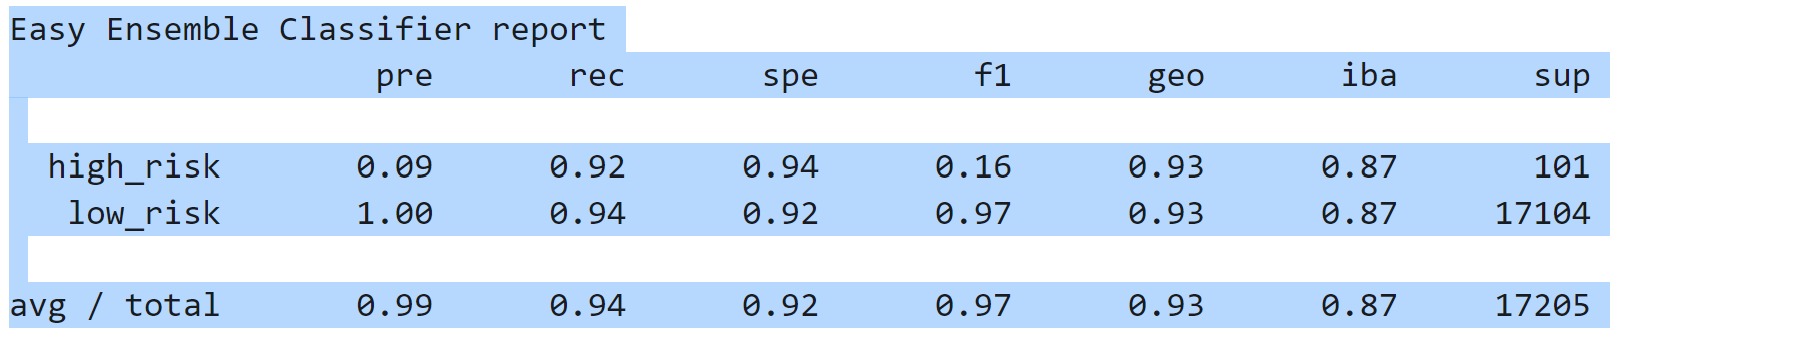 Easy Ensemble Classifier report
pre rec spe f1 geo iba sup
high_risk 0.09 0.92 0.94 0.16 0.93 0.87 101
low_risk 1.00 0.94 0.92 0.97 0.93 0.87 17104
avg / total 0.99 0.94 0.92 0.97 0.93 0.87 17205